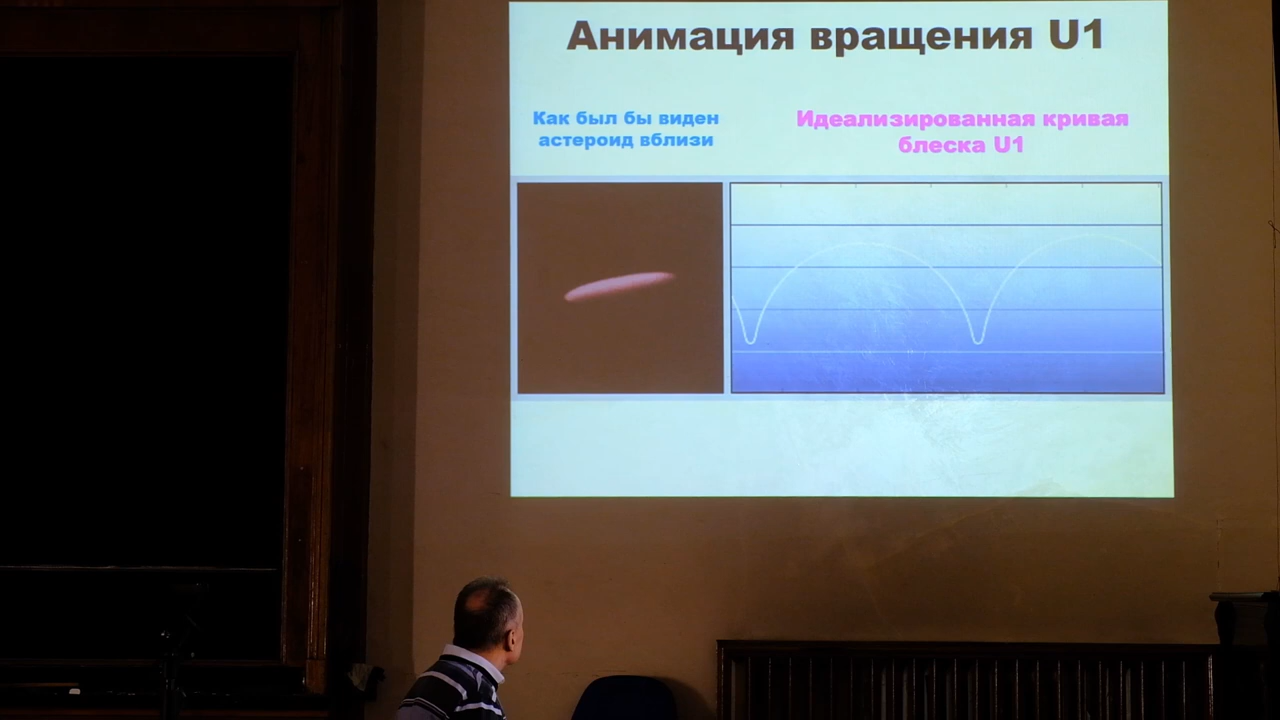 Анимация вращения U1
Как был бы виден
астероид вблизи
Идеализированная кривая
блеска U1